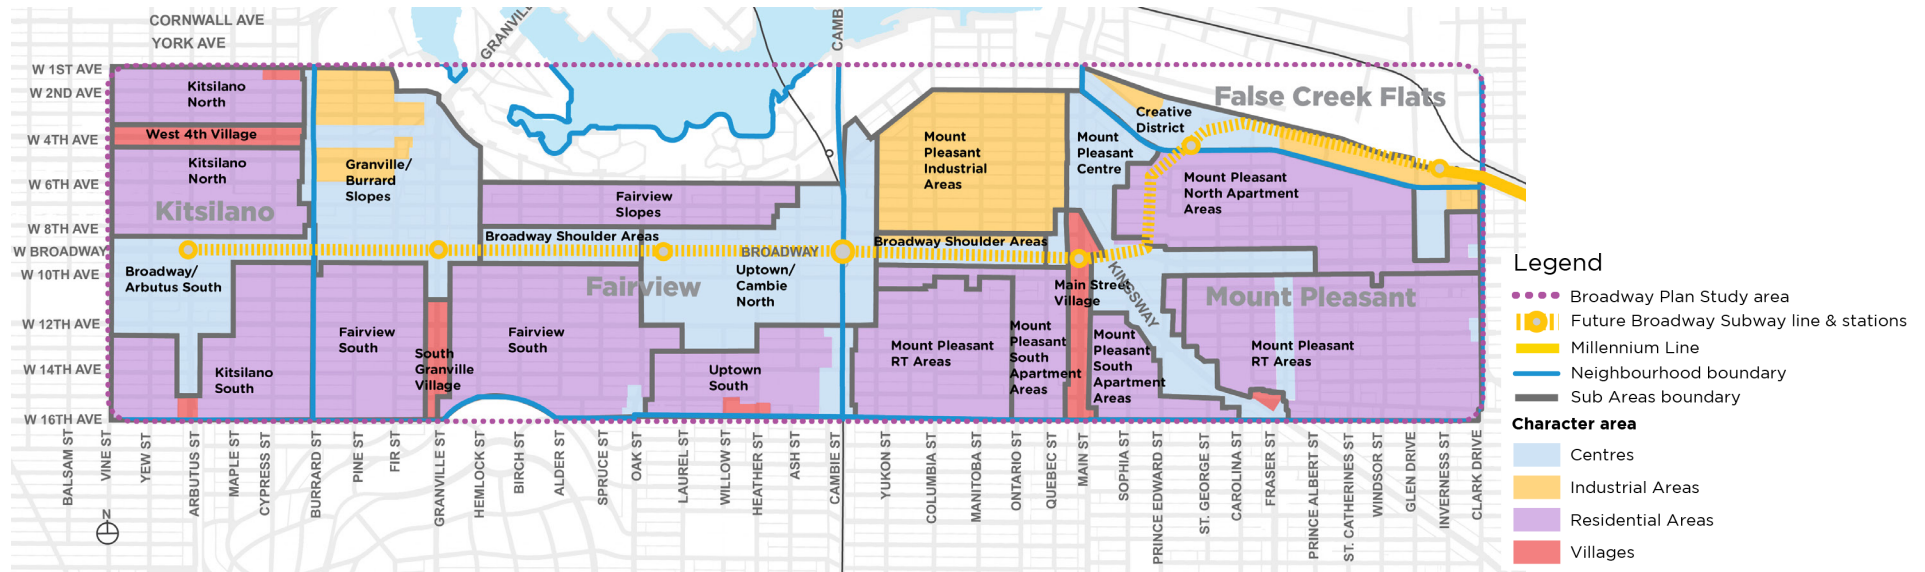 CORNWALL AVE
YORK AVE
W 1ST AVE
W 2ND AVE
W 4TH AVE
W 6TH AVE
W 8TH AVE
W BROADWAY
W 10TH AVE
W 12TH AVE
W 14TH AVE
W 16TH AVE
Kitsilano
North
West 4th Village
Kitsilano
North
Kitsilano
Broadway/
Arbutus South
Kitsilano
South
Granville/
Burrard
Slopes
Fairview
South
South
Granville
Village
Fairview
Slopes
Broadway Shoulder Areas
BROADWAY
Fairview
Uptown/
Cambie
North
Fairview
South
Uptown
South
Mount
Pleasant
Industrial
Areas
Broadway Shoulder Areas
Mount
Pleasant
Centre
Creative
District
False Creek Flats
Mount Pleasant
North Apartment
Areas
Main Street
Village
KINGSWAY
Mount Pleasant
Mount Pleasant
RT Areas
Mount
Pleasant
South
Apartment
Areas
Mount
Pleasant
South
Apartment
Areas
Mount Pleasant
RT Areas
BALSAM ST
VINE ST
YEW ST
ARBUTUS ST
MAPLE ST
CYPRESS ST
BURRARD ST
PINE ST
FIR ST
GRANVILLE ST
HEMLOCK ST
BIRCH ST
ALDER ST
SPRUCE ST
OAK ST
LAUREL ST
WILLOW ST
HEATHER ST
ASH ST
CAMBIE ST
YUKON ST
COLUMBIA ST
MANITOBA ST
ONTARIO ST
QUEBEC ST
MAIN ST
SOPHIA ST
PRINCE EDWARD ST
ST. GEORGE ST
CAROLINA ST
FRASER ST
PRINCE ALBERT ST
ST. CATHERINES ST
WINDSOR ST
GLEN DRIVE
INVERNESS ST
CLARK DRIVE
N
Legend
Broadway Plan Study area
Future Broadway Subway line & stations
Millennium Line
Neighbourhood boundary
Sub Areas boundary
Character area
Centres
Industrial Areas
Residential Areas
Villages